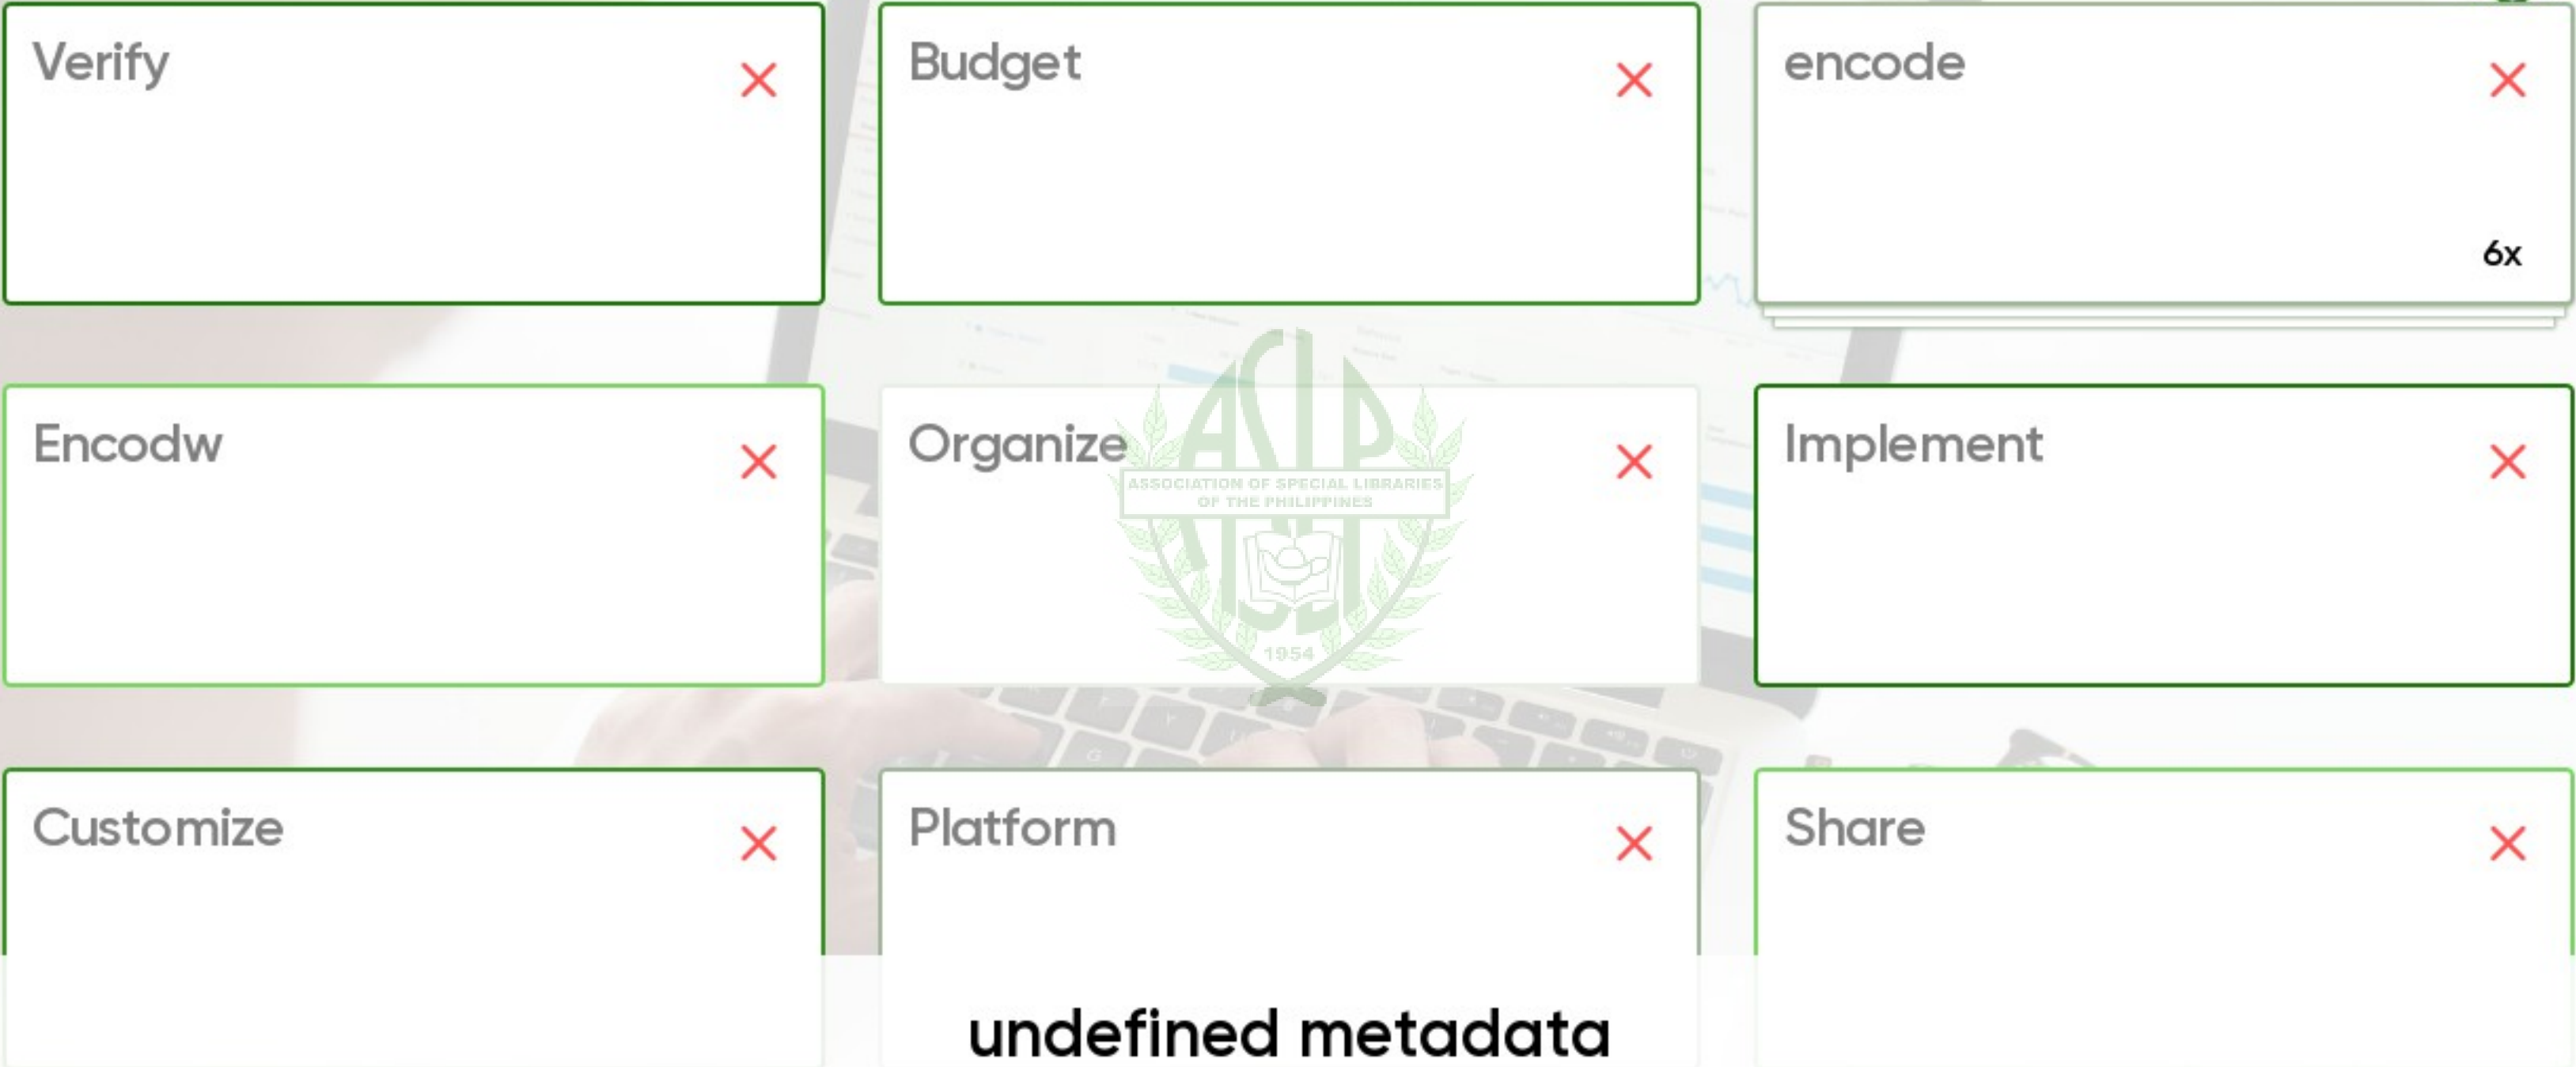 Verify
Budget
encode
6x
Encodw
Organize
Implement
ASSOCIATION OF SPECIAL LIBRARIES
OF THE PHILIPPINES
ASLP
1954
Customize
Platform
Share
undefined metadata